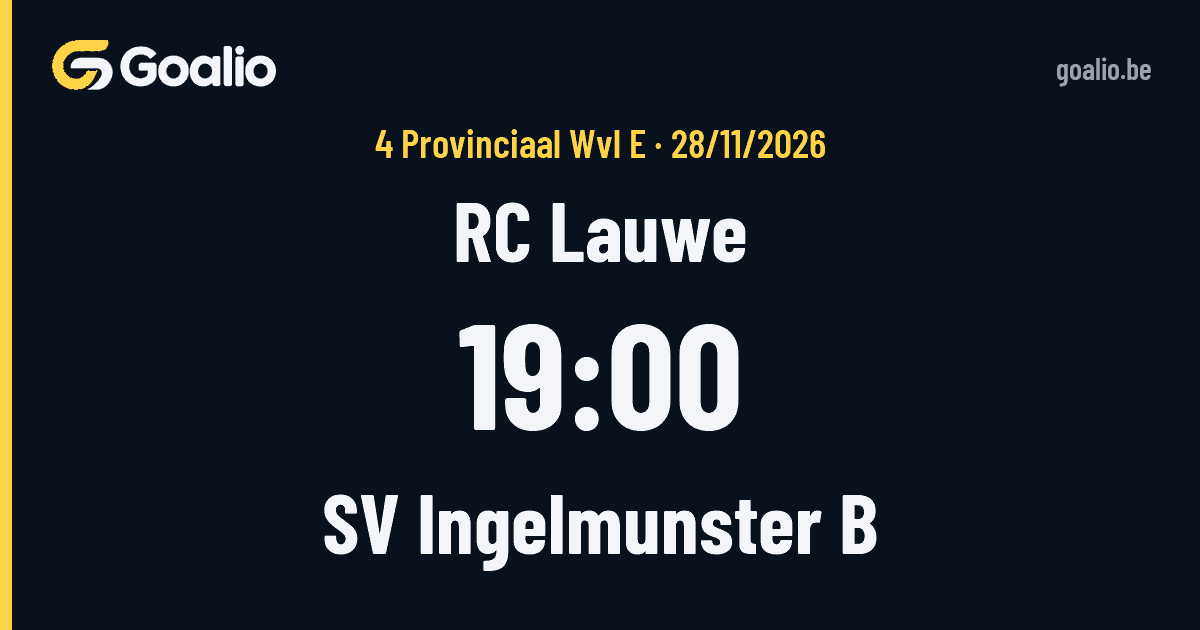 Goalio
goalio.be
4 Provinciaal Wvl E · 28/11/2026
RC Lauwe
19:00
SV Ingelmunster B